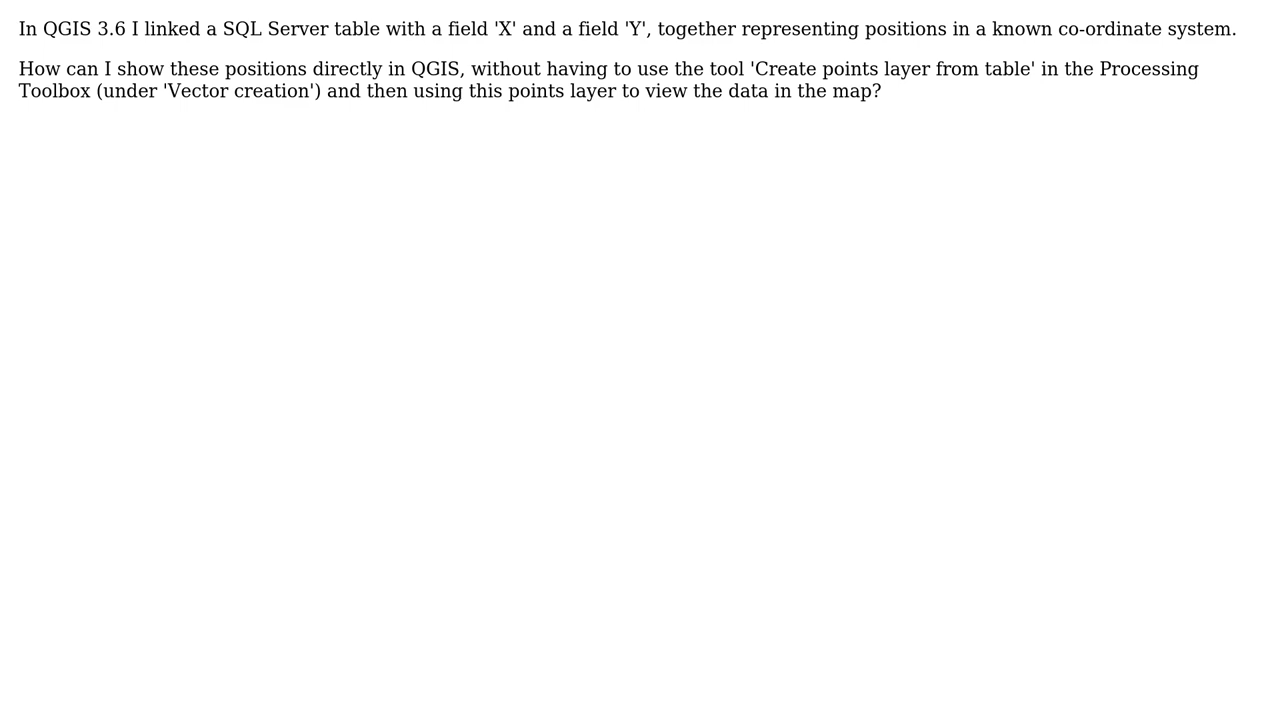 In QGIS 3.6 I linked a SQL Server table with a field 'X' and a field 'Y', together representing positions in a known co-ordinate system.
How can I show these positions directly in QGIS, without having to use the tool 'Create points layer from table' in the Processing
Toolbox (under 'Vector creation') and then using this points layer to view the data in the map?